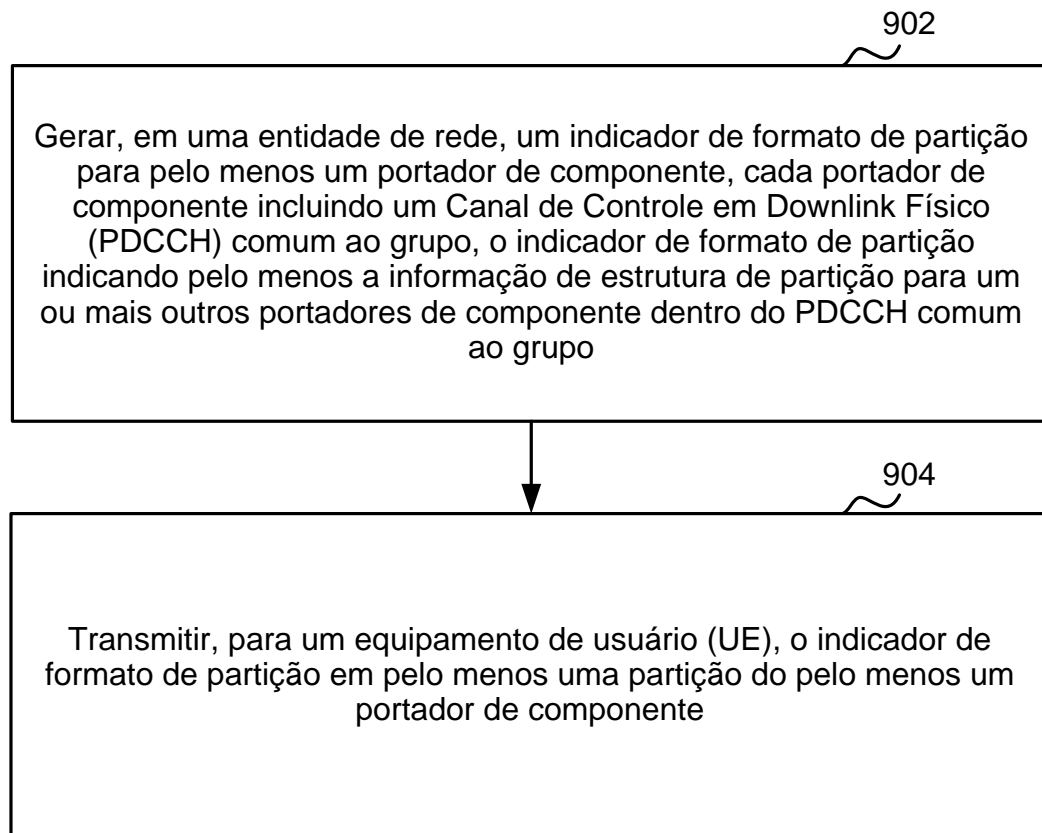 902
Gerar, em uma entidade de rede, um indicador de formato de partição
para pelo menos um portador de componente, cada portador de
componente incluindo um Canal de Controle em Downlink Físico
(PDCCH) comum ao grupo, o indicador de formato de partição
indicando pelo menos a informação de estrutura de partição para um
ou mais outros portadores de componente dentro do PDCCH comum
ao grupo
904
Transmitir, para um equipamento de usuário (UE), o indicador de
formato de partição em pelo menos uma partição do pelo menos um
portador de componente